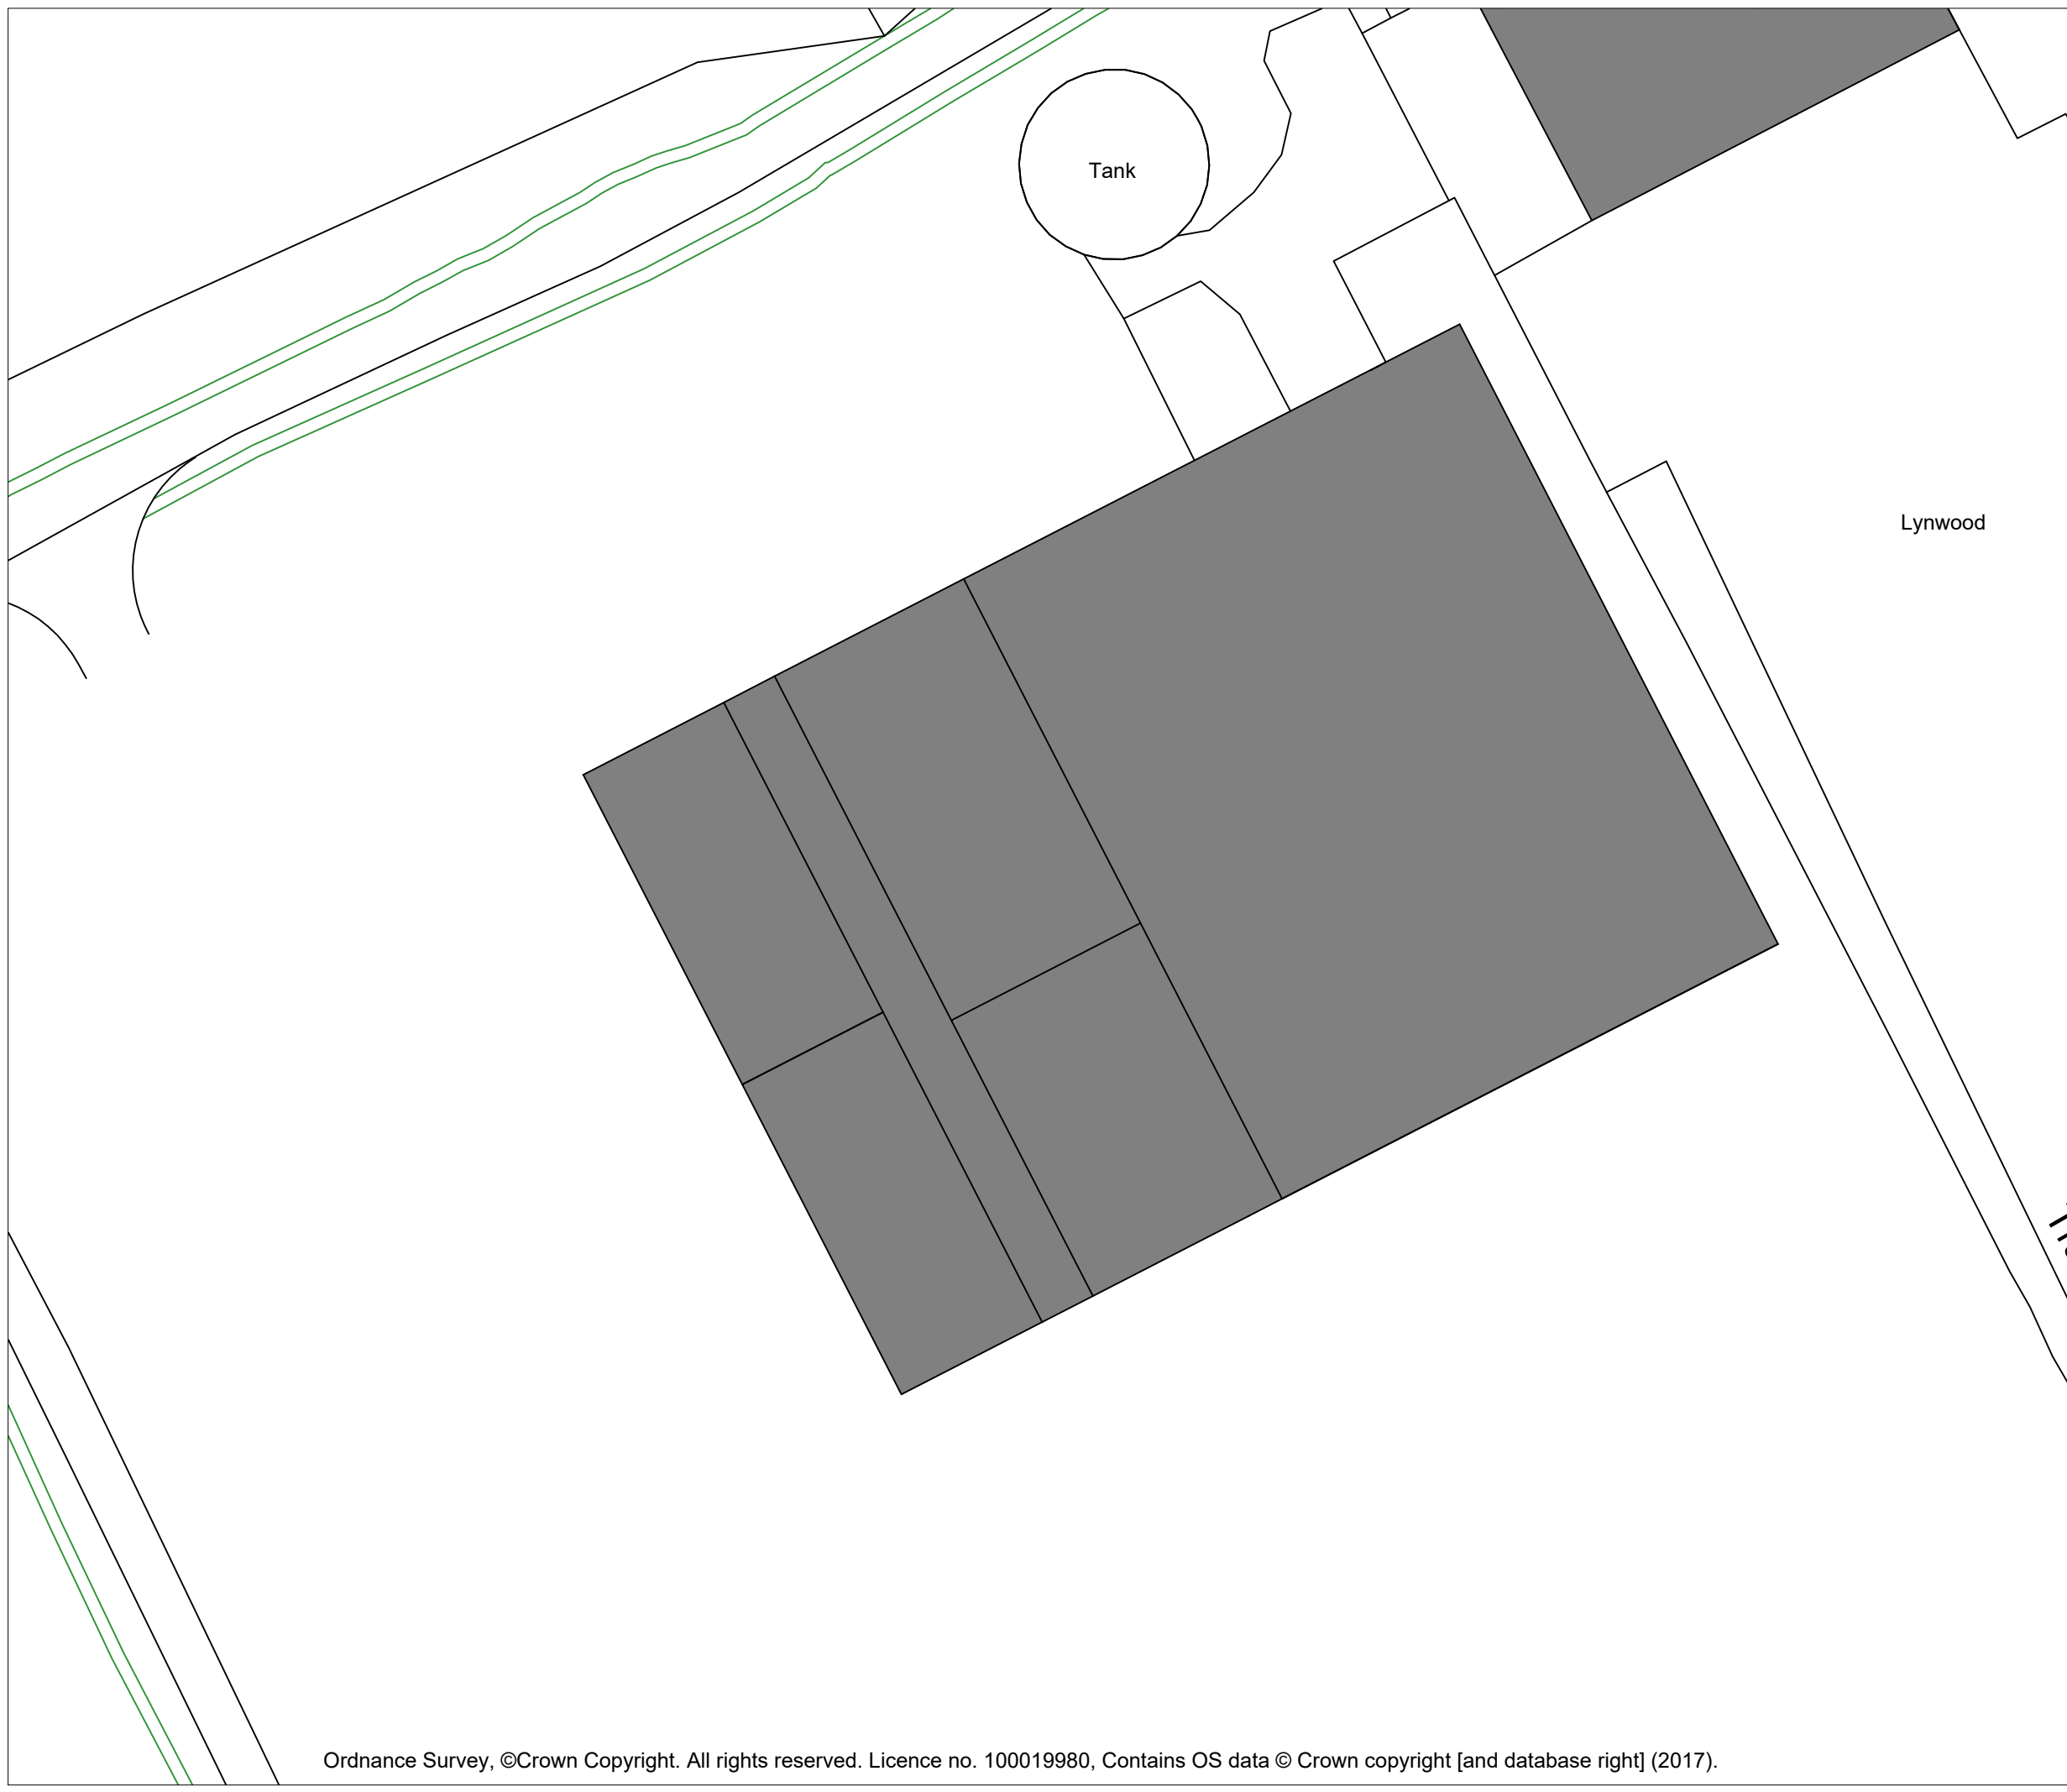 Tank
Lynwood
Ordnance Survey, ©Crown Copyright. All rights reserved. Licence no. 100019980, Contains OS data © Crown copyright [and database right] (2017).